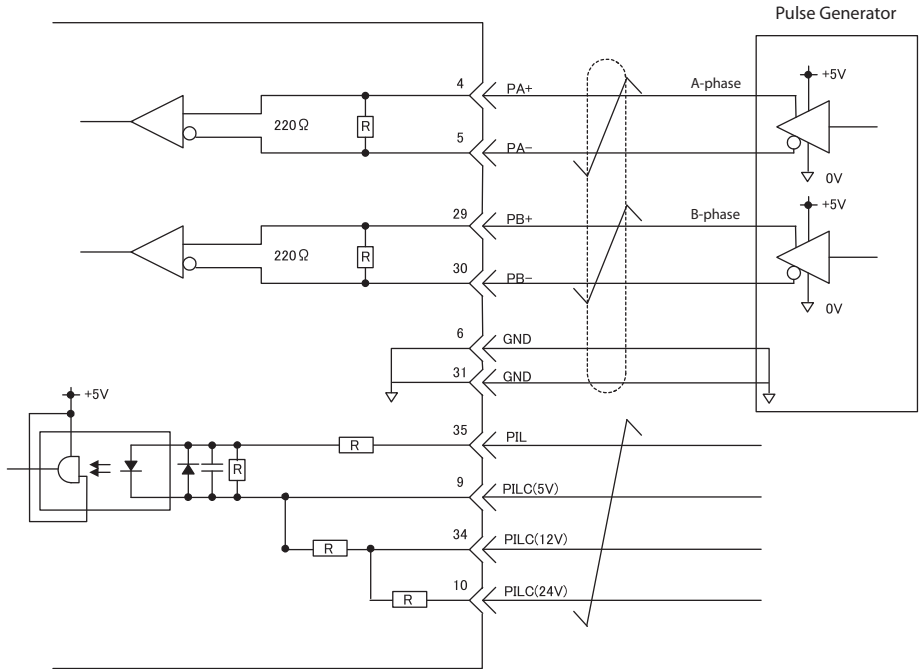 Pulse Generator
4
PA+
A-phase
+5V
220Ω
R
5
PA-
0V
+5V
29
PB+
B-phase
220Ω
R
30
PB-
0V
6
GND
31
GND
+5V
35
PIL
R
R
9
PILC(5V)
34
PILC(12V)
R
10
PILC(24V)
R